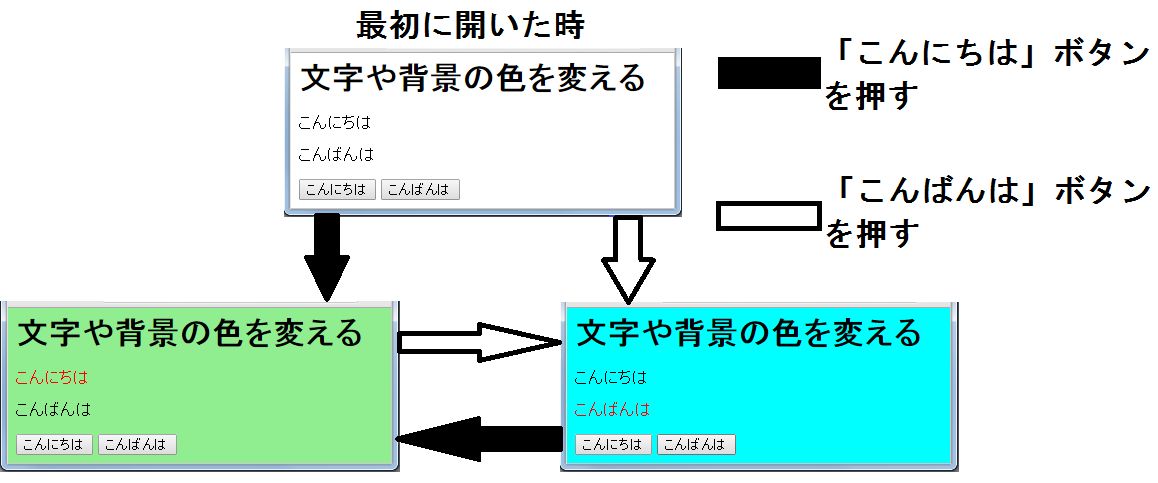 最初に開いた時
文字や背景の色を変える
こんにちは
こんばんは
こんにちは こんばんは
「こんにちは」ボタン
を押す
「こんばんは」ボタン
を押す
文字や背景の色を変える
こんにちは
こんばんは
こんにちは こんばんは
文字や背景の色を変える
こんにちは
こんばんは
こんにちは こんばんは